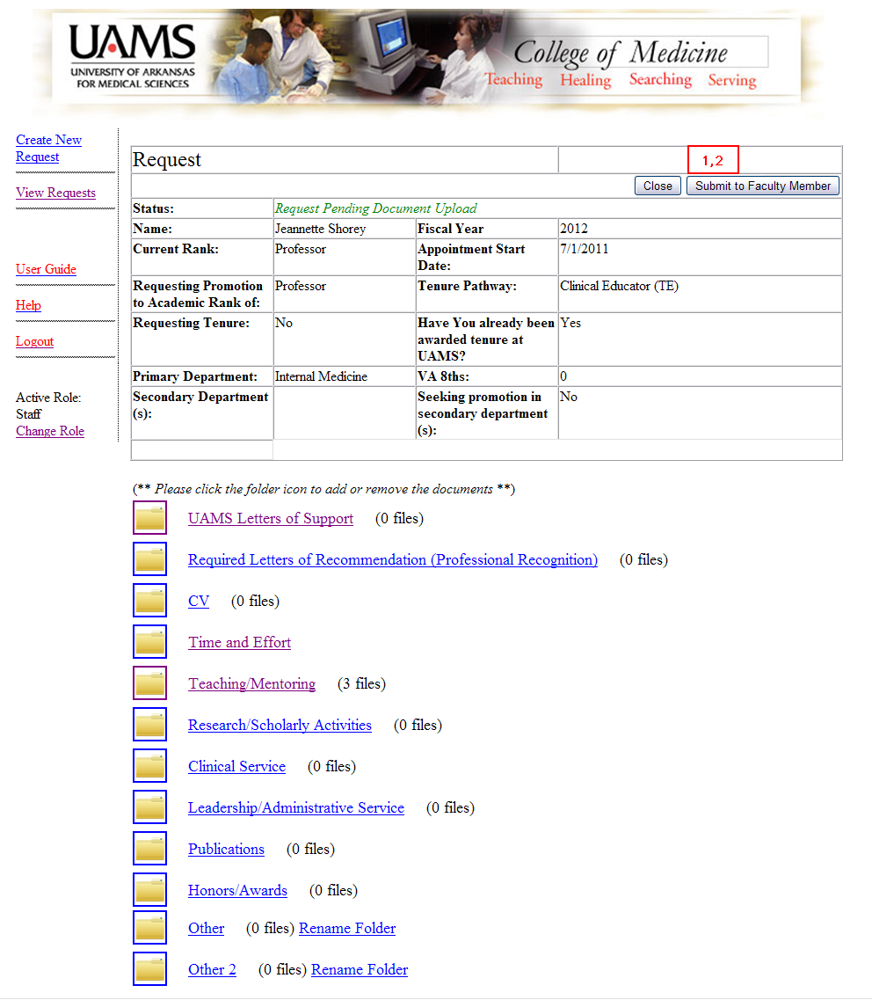 UAMS
UNIVERSITY OF ARKANSAS
FOR MEDICAL SCIENCES
College of Medicine
Teaching Healing Searching Serving
Create New
Request
View Requests
User Guide
Help
Logout
Active Role:
Staff
Change Role
Request
1,2
Close Submit to Faculty Member
Status: Request Pending Document Upload
Name: Jeannette Shorey Fiscal Year 2012
Current Rank: Professor Appointment Start 7/1/2011
Date:
Requesting Promotion Professor Tenure Pathway: Clinical Educator (TE)
to Academic Rank of:
Requesting Tenure: No Have You already been Yes
awarded tenure at
UAMS?
Primary Department: Internal Medicine VA 8ths: 0
Secondary Department Seeking promotion in No
(s): secondary department
(s):
(** Please click the folder icon to add or remove the documents **)
UAMS Letters of Support (0 files)
Required Letters of Recommendation (Professional Recognition) (0 files)
CV (0 files)
Time and Effort
Teaching/Mentoring (3 files)
Research/Scholarly Activities (0 files)
Clinical Service (0 files)
Leadership/Administrative Service (0 files)
Publications (0 files)
Honors/Awards (0 files)
Other (0 files) Rename Folder
Other 2 (0 files) Rename Folder